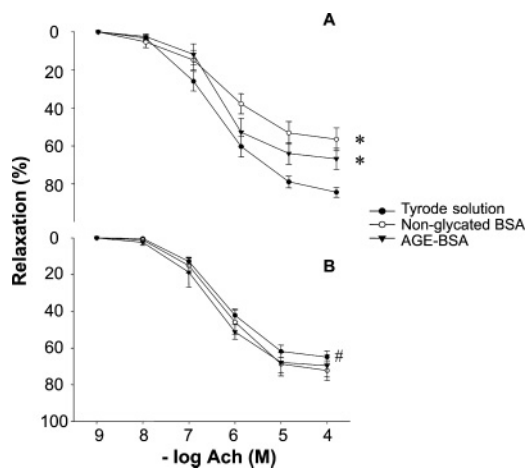 A
0
20
40
60
80
*
*
Relaxation (%)
Tyrode solution
Non-glycated BSA
AGE-BSA
B
0
20
40
60
80
100
#
9 8 7 6 5 4
- log Ach (M)